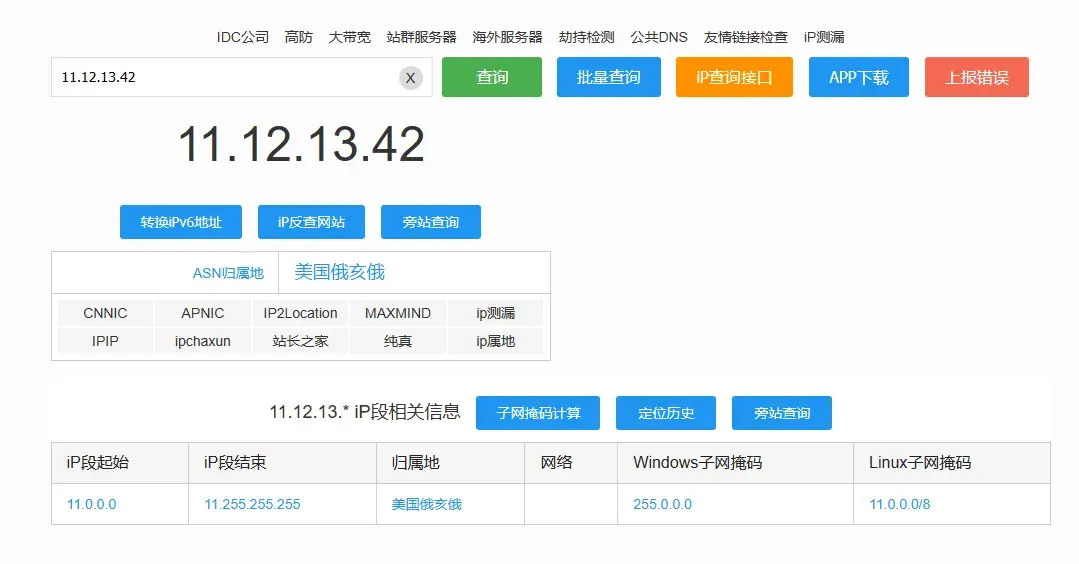 IDC公司 高防 大带宽 站群服务器 海外服务器 劫持检测 公共DNS 友情链接检查 iP测漏
11.12.13.42 X 查询 批量查询 iP查询接口 APP下载 上报错误
11.12.13.42
转换iPv6地址 iP反查网站 旁站查询
ASN归属地 美国俄亥俄
CNNIC APNIC IP2Location MAXMIND ip测漏
IPIP ipchaxun 站长之家 纯真 ip属地
11.12.13.* iP段相关信息 子网掩码计算 定位历史 旁站查询
iP段起始 iP段结束 归属地 网络 Windows子网掩码 Linux子网掩码
11.0.0.0 11.255.255.255 美国俄亥俄 255.0.0.0 11.0.0.0/8